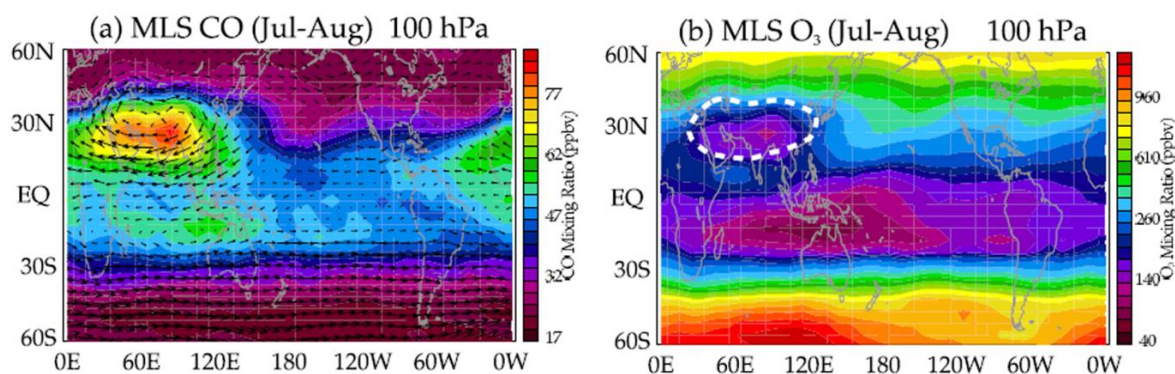 (a) MLS CO (Jul-Aug) 100 hPa
60N
30N
EQ
30S
60S
0E 60E 120E 180 120W 60W 0W
77
62
47
32
17
CO Mixing Ratio (ppbv)
(b) MLS O₃ (Jul-Aug) 100 hPa
60N
30N
EQ
30S
60S
0E 60E 120E 180 120W 60W 0W
960
610
260
140
40
O₃ Mixing Ratio (ppbv)